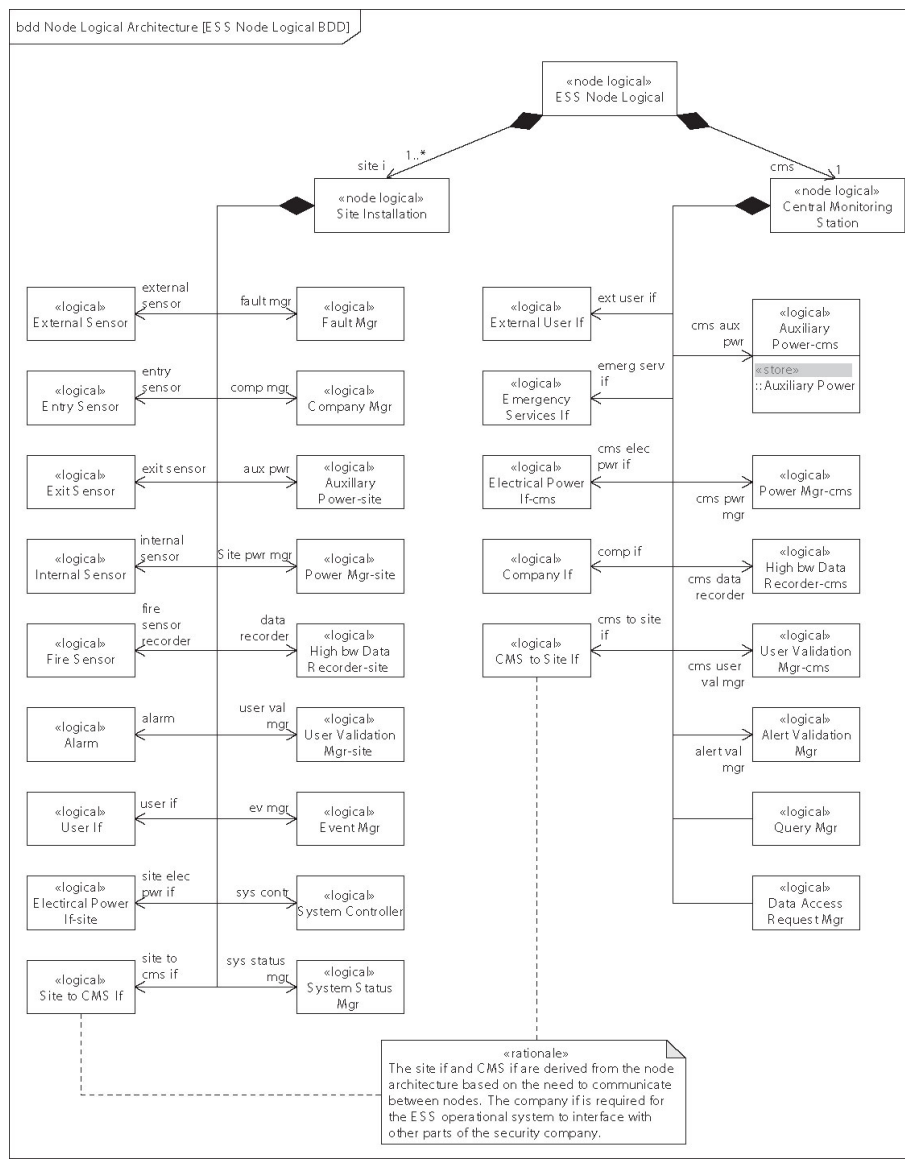 bdd Node Logical Architecture [ESS Node Logical BDD]
«node logical»
ESS Node Logical
1..*
site i
cms
1
«node logical»
Site Installation
«node logical»
Central Monitoring
Station
«logical»
External Sensor
external
sensor
fault mgr
«logical»
Fault Mgr
«logical»
Entry Sensor
entry
sensor
comp mgr
«logical»
Company Mgr
«logical»
Exit Sensor
exit sensor
aux pwr
«logical»
Auxillary
Power-site
«logical»
Internal Sensor
internal
sensor
Site pwr mgr
«logical»
Power Mgr-site
«logical»
Fire Sensor
fire
sensor
recorder
data
recorder
«logical»
High bw Data
Recorder-site
«logical»
Alarm
alarm
user val
mgr
«logical»
User Validation
Mgr-site
«logical»
User If
user if
ev mgr
«logical»
Event Mgr
«logical»
Electircal Power
If-site
site elec
pwr if
sys contr
«logical»
System Controller
«logical»
Site to CMS If
site to
cms if
sys status
mgr
«logical»
System Status
Mgr
«logical»
External User If
ext user if
cms aux
pwr
«logical»
Auxiliary
Power-cms
«store»
::Auxiliary Power
«logical»
Emergency
Services If
emerg serv
if
«logical»
Electrical Power
If-cms
cms elec
pwr if
cms pwr
mgr
«logical»
Power Mgr-cms
«logical»
Company If
comp if
cms data
recorder
«logical»
High bw Data
Recorder-cms
«logical»
CMS to Site If
cms to site
if
cms user
val mgr
«logical»
User Validation
Mgr-cms
alert val
mgr
«logical»
Alert Validation
Mgr
«logical»
Query Mgr
«logical»
Data Access
Request Mgr
«rationale»
The site if and CMS if are derived from the node
architecture based on the need to communicate
between nodes. The company if is required for
the ESS operational system to interface with
other parts of the security company.